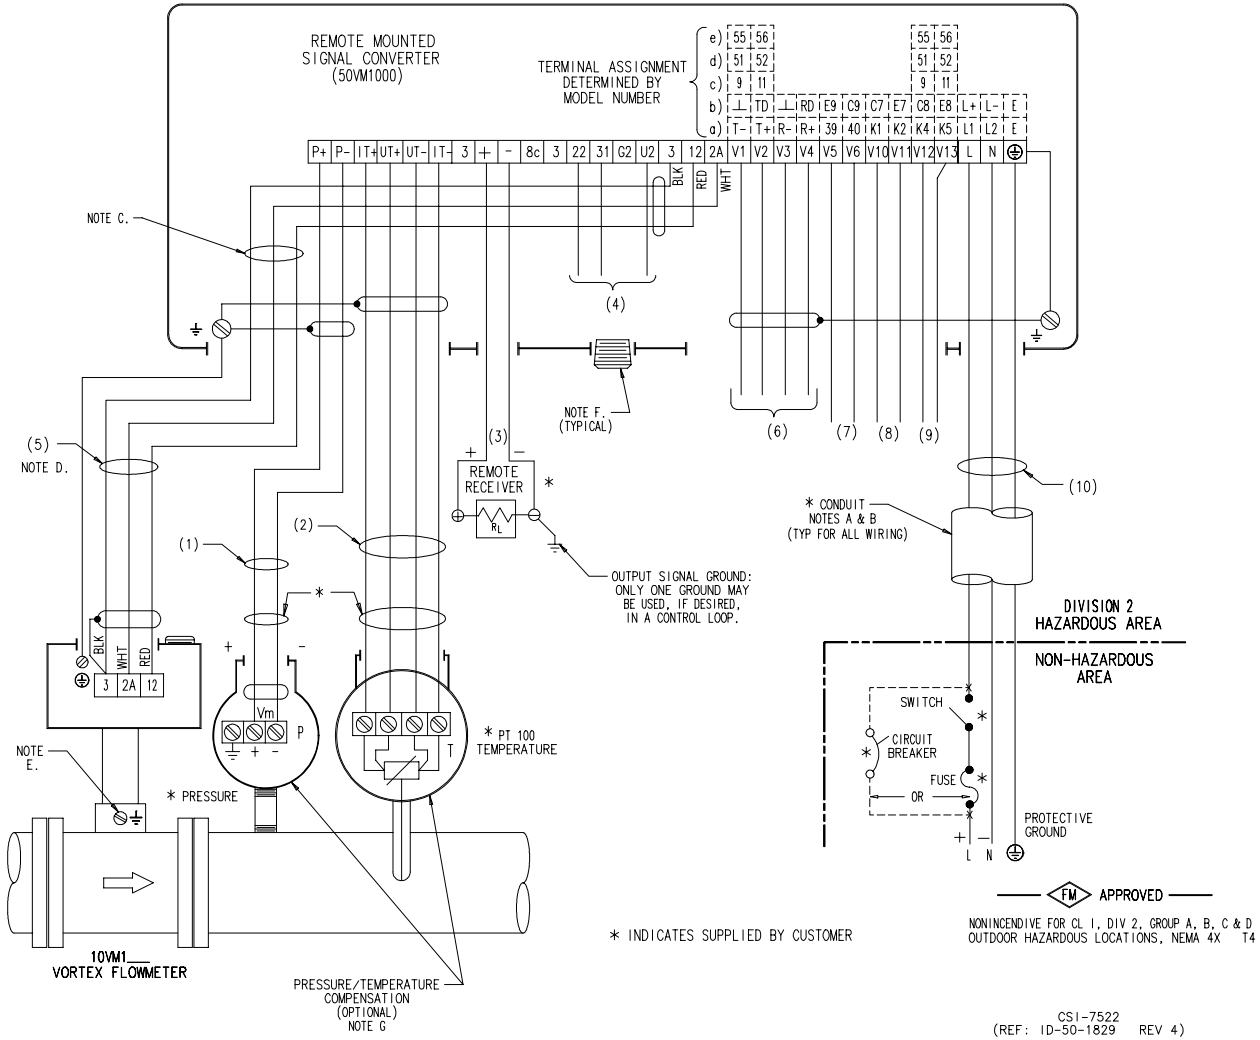 REMOTE MOUNTED
SIGNAL CONVERTER
(50VM1000)
TERMINAL ASSIGNMENT
DETERMINED BY
MODEL NUMBER
e) 55 56 55 56
d) 51 52 51 52
c) 9 11 9 11
b) ⊥ TD ⊥ RD E9 C9 C7 E7 C8 E8 L+ L- E
a) T- T+ R- R+ 39 40 K1 K2 K4 K5 L1 L2 E
P+ P- IT+ UT+ UT- IT- 3 + - 8c 3 22 31 G2 U2 3 12 2A V1 V2 V3 V4 V5 V6 V10 V11 V12 V13 L N
BLK
RED
WHT
NOTE C.
(4)
NOTE F.
(TYPICAL)
(6)
(7)
(8)
(9)
(3)
+ −
REMOTE
RECEIVER
*
RL
(5)
NOTE D.
(1)
(2)
*
(10)
* CONDUIT
NOTES A & B
(TYP FOR ALL WIRING)
OUTPUT SIGNAL GROUND:
ONLY ONE GROUND MAY
BE USED, IF DESIRED,
IN A CONTROL LOOP.
DIVISION 2
HAZARDOUS AREA
NON-HAZARDOUS
AREA
BLK
WHT
RED
3 2A 12
+ -
Vm
P
+ -
T
* PT 100
TEMPERATURE
NOTE
E.
* PRESSURE
SWITCH
*
CIRCUIT
BREAKER
*
FUSE
*
OR
+ −
L N
PROTECTIVE
GROUND
FM APPROVED
NONINCENDIVE FOR CL I, DIV 2, GROUP A, B, C & D
OUTDOOR HAZARDOUS LOCATIONS, NEMA 4X T4
* INDICATES SUPPLIED BY CUSTOMER
10VM1___
VORTEX FLOWMETER
PRESSURE/TEMPERATURE
COMPENSATION
(OPTIONAL)
NOTE G
CSI-7522
(REF: ID-50-1829 REV 4)